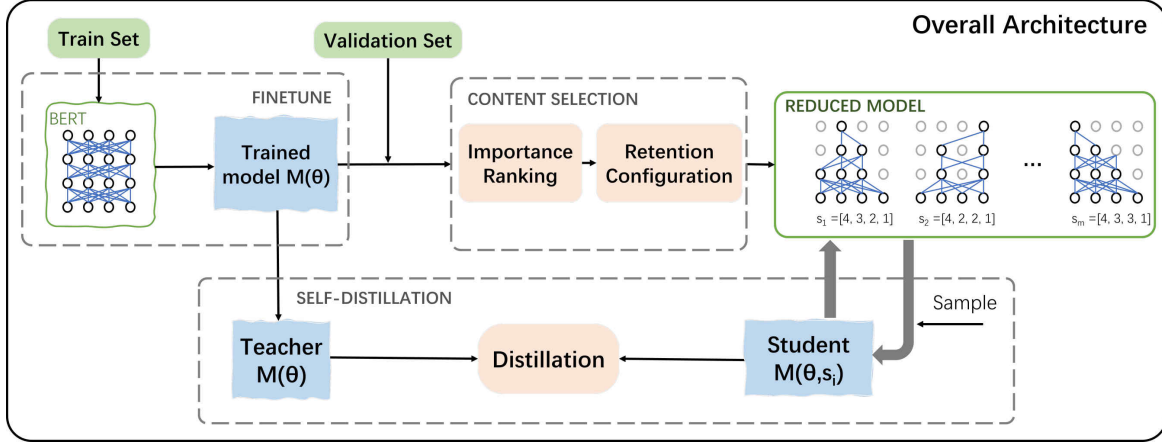 Overall Architecture
Train Set
Validation Set
FINETUNE
BERT
Trained
model M(θ)
CONTENT SELECTION
Importance
Ranking
Retention
Configuration
REDUCED MODEL
...
s₁ =[4, 3, 2, 1]
s₂ =[4, 2, 2, 1]
sₘ =[4, 3, 3, 1]
SELF-DISTILLATION
Teacher
M(θ)
Distillation
Student
M(θ,sᵢ)
Sample